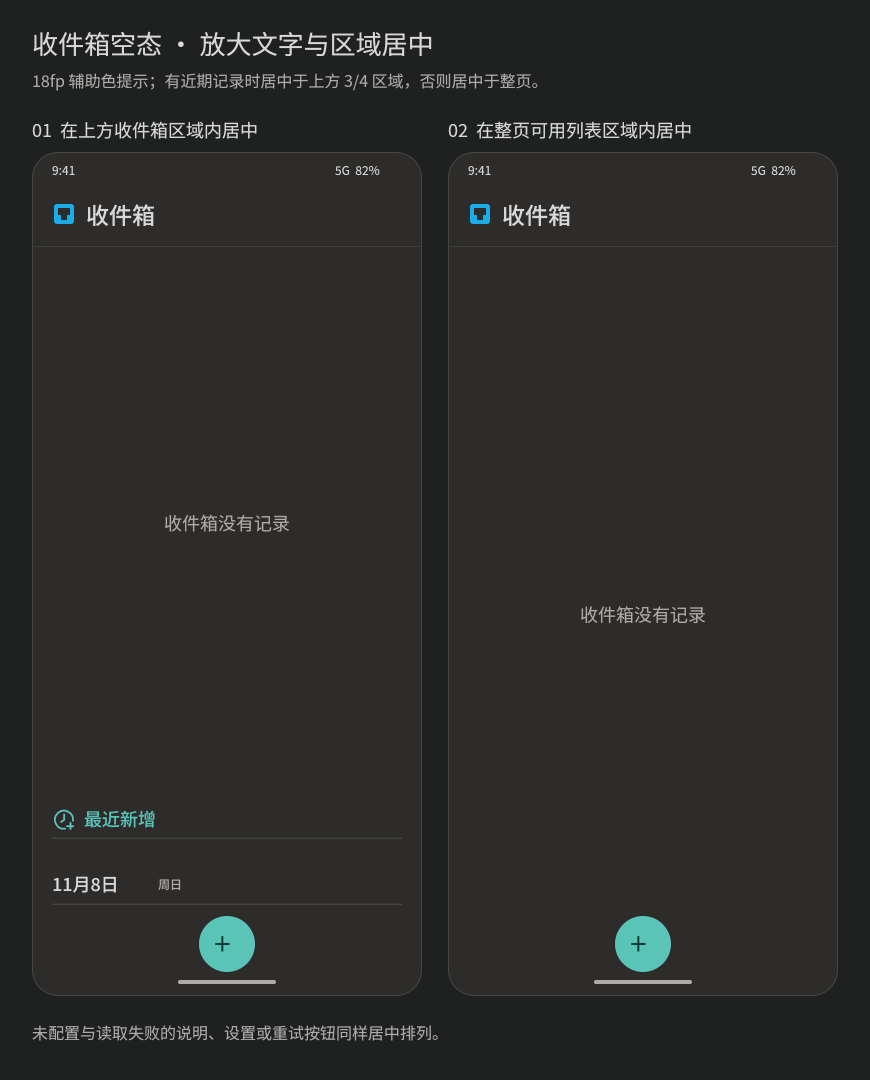 收件箱空态 · 放大文字与区域居中
18fp 辅助色提示；有近期记录时居中于上方 3/4 区域，否则居中于整页。
01 在上方收件箱区域内居中
9:41
5G 82%
收件箱
收件箱没有记录
最近新增
11月8日 周日
+
02 在整页可用列表区域内居中
9:41
5G 82%
收件箱
收件箱没有记录
+
未配置与读取失败的说明、设置或重试按钮同样居中排列。